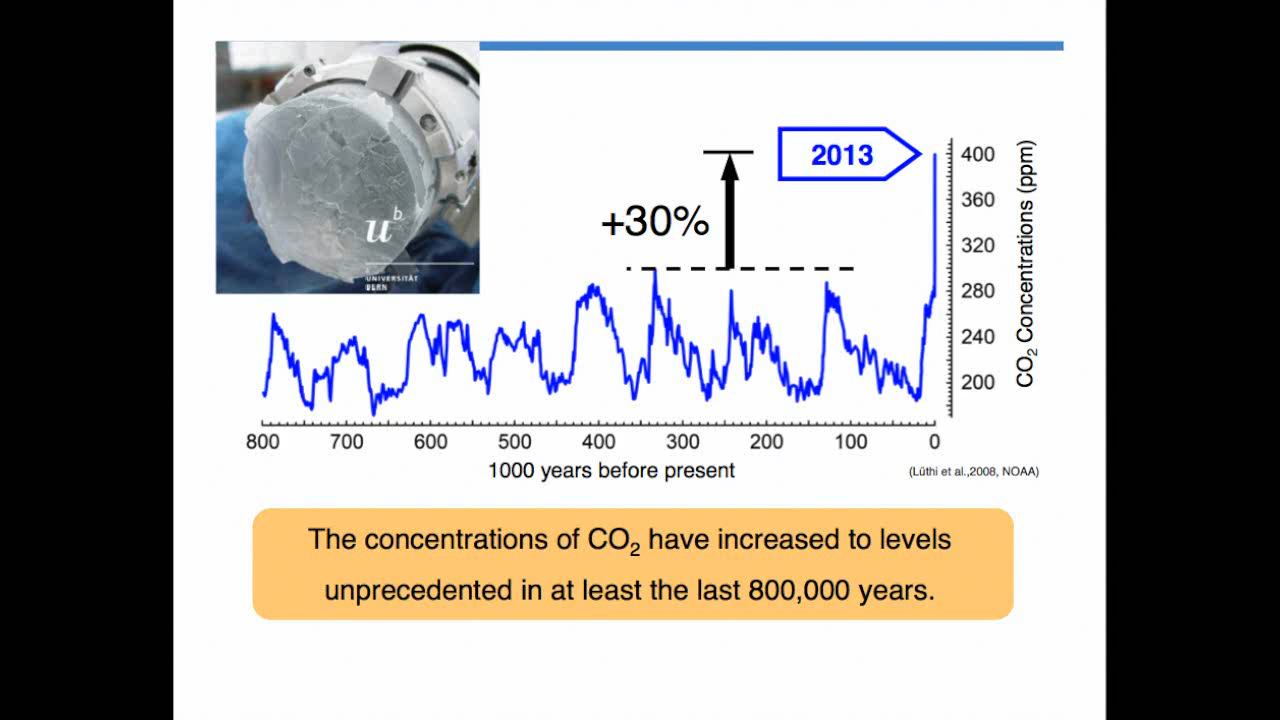 u^b
UNIVERSITÄT
BERN
2013
+30%
400
360
320
280
240
200
CO₂ Concentrations (ppm)
800 700 600 500 400 300 200 100 0
1000 years before present
(Lüthi et al.,2008, NOAA)
The concentrations of CO₂ have increased to levels
unprecedented in at least the last 800,000 years.